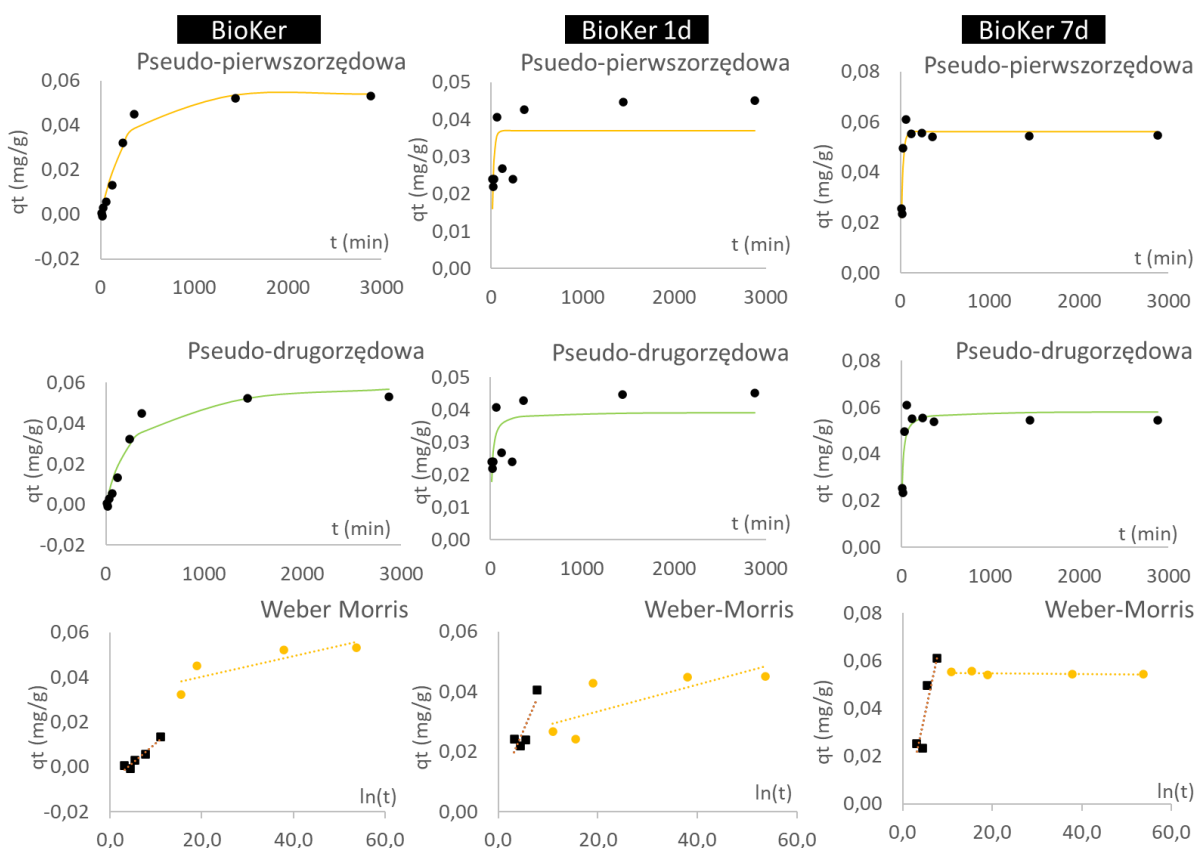 BioKer
BioKer 1d
BioKer 7d
Pseudo-pierwszorzędowa
qt (mg/g)
0,06
0,04
0,02
0,00
-0,02
t (min)
0 1000 2000 3000
Psuedo-pierwszorzędowa
qt (mg/g)
0,05
0,04
0,03
0,02
0,01
0,00
t (min)
0 1000 2000 3000
Pseudo-pierwszorzędowa
qt (mg/g)
0,08
0,06
0,04
0,02
0,00
t (min)
0 1000 2000 3000
Pseudo-drugorzędowa
qt (mg/g)
0,06
0,04
0,02
0,00
-0,02
t (min)
0 1000 2000 3000
Pseudo-drugorzędowa
qt (mg/g)
0,05
0,04
0,03
0,02
0,01
0,00
t (min)
0 1000 2000 3000
Pseudo-drugorzędowa
qt (mg/g)
0,08
0,06
0,04
0,02
0,00
t (min)
0 1000 2000 3000
Weber Morris
qt (mg/g)
0,06
0,04
0,02
0,00
-0,02
ln(t)
0,0 20,0 40,0 60,0
Weber-Morris
qt (mg/g)
0,06
0,04
0,02
0,00
ln(t)
0,0 20,0 40,0 60,0
Weber-Morris
qt (mg/g)
0,08
0,06
0,04
0,02
0,00
ln(t)
0,0 20,0 40,0 60,0